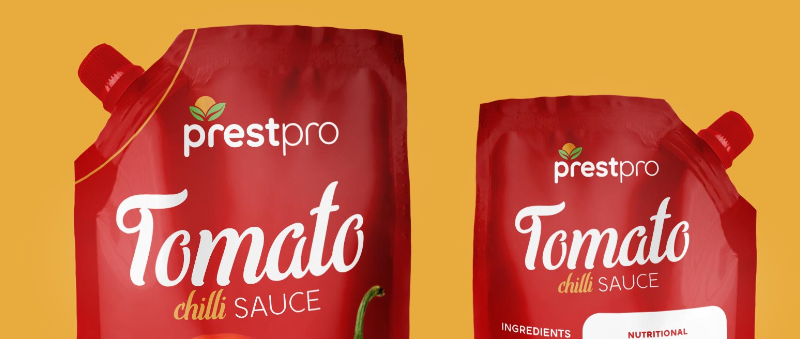 prestpro
Tomato
chilli SAUCE
prestpro
Tomato
chilli SAUCE
INGREDIENTS
NUTRITIONAL